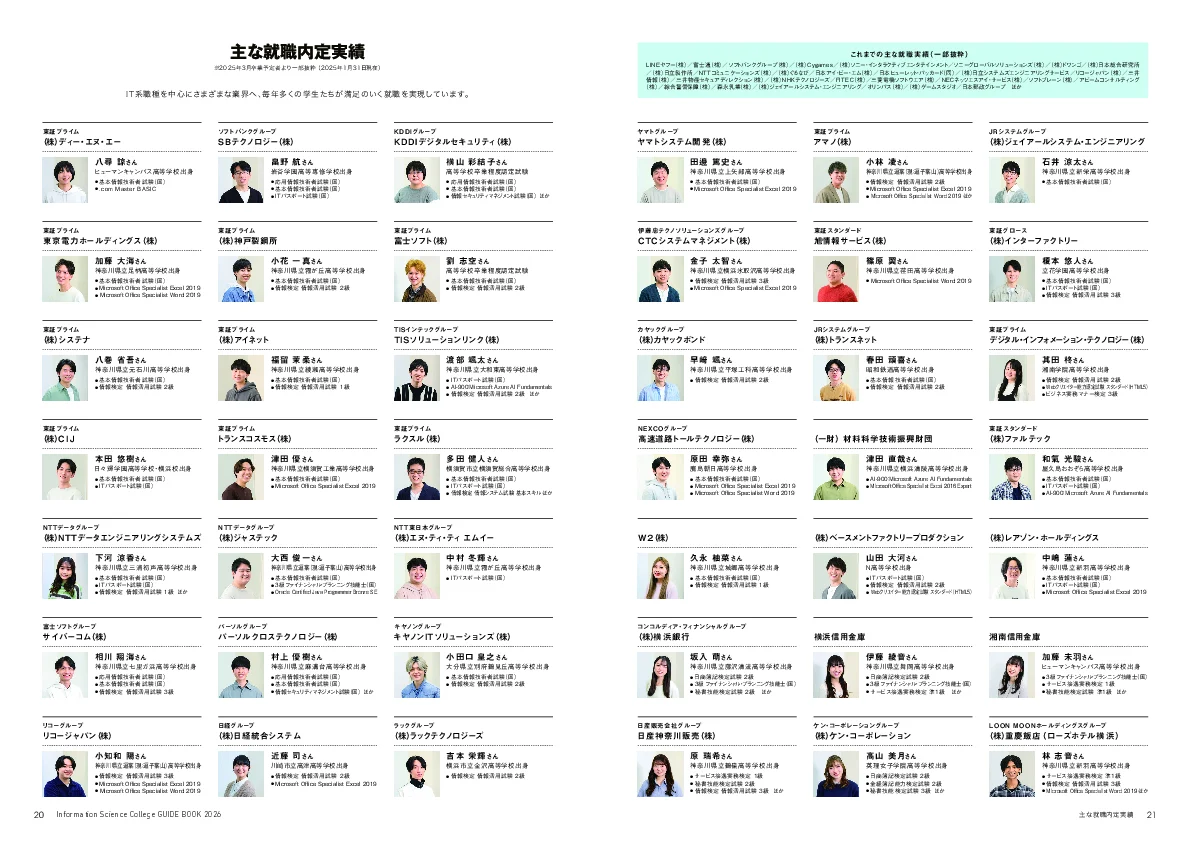 主な就職内定実績
※2025年3月卒業予定者より一部抜粋（2025年1月31日現在）
IT系職種を中心にさまざまな業界へ、毎年多くの学生たちが満足のいく就職を実現しています。
東証プライム
（株）ディー・エヌ・エー
八尋 諒さん
ヒューマンキャンパス高等学校出身
●基本情報技術者試験（国）
●.com Master BASIC
ソフトバンクグループ
SBテクノロジー（株）
畠野 航さん
岩谷学園高等専修学校出身
●応用情報技術者試験（国）
●基本情報技術者試験（国）
●ITパスポート試験（国）
KDDIグループ
KDDIデジタルセキュリティ（株）
横山 彩結子さん
高等学校卒業程度認定試験
●応用情報技術者試験（国）
●基本情報技術者試験（国）
●情報セキュリティマネジメント試験（国） ほか
東証プライム
東京電力ホールディングス（株）
加藤 大海さん
神奈川県立足柄高等学校出身
●基本情報技術者試験（国）
●Microsoft Office Specialist Excel 2019
●Microsoft Office Specialist Word 2019
東証プライム
（株）神戸製鋼所
小花 一真さん
神奈川県立霧が丘高等学校出身
●基本情報技術者試験（国）
●情報検定 情報活用試験 2級
東証プライム
富士ソフト（株）
劉 志空さん
高等学校卒業程度認定試験
●基本情報技術者試験（国）
●情報検定 情報活用試験 2級
東証プライム
（株）システナ
八巻 省吾さん
神奈川県立元石川高等学校出身
●基本情報技術者試験（国）
●情報検定 情報活用試験 2級
東証プライム
（株）アイネット
福留 茉柔さん
神奈川県立綾瀬高等学校出身
●基本情報技術者試験（国）
●情報検定 情報活用試験 1級
TISインテックグループ
TISソリューションリンク（株）
渡部 颯太さん
神奈川県立大和東高等学校出身
●ITパスポート試験（国）
●AI-900:Microsoft Azure AI Fundamentals
●情報検定 情報活用試験 2級 ほか
東証プライム
（株）CIJ
本田 悠樹さん
日々輝学園高等学校・横浜校出身
●基本情報技術者試験（国）
●ITパスポート試験（国）
東証プライム
トランスコスモス（株）
津田 優さん
神奈川県立横須賀工業高等学校出身
●基本情報技術者試験（国）
●Microsoft Office Specialist Excel 2019
東証プライム
ラクスル（株）
多田 健人さん
横須賀市立横須賀総合高等学校出身
●基本情報技術者試験（国）
●ITパスポート試験（国）
●情報検定 情報システム試験 基本スキル ほか
NTTデータグループ
（株）NTTデータエンジニアリングシステムズ
下河 涼香さん
神奈川県立三浦初声高等学校出身
●基本情報技術者試験（国）
●ITパスポート試験（国）
●情報検定 情報活用試験 1級 ほか
NTTデータグループ
（株）ジャステック
大西 俊一さん
神奈川県立逗葉（現:逗子葉山）高等学校出身
●基本情報技術者試験（国）
●3級 ファイナンシャル・プランニング技能士（国）
●Oracle Certified Java Programmer Bronze SE
NTT東日本グループ
（株）エヌ・ティ・ティ エムイー
中村 冬輝さん
神奈川県立霧が丘高等学校出身
●ITパスポート試験（国）
富士ソフトグループ
サイバーコム（株）
相川 翔海さん
神奈川県立七里ガ浜高等学校出身
●応用情報技術者試験（国）
●基本情報技術者試験（国）
●情報検定 情報活用試験 3級
パーソルグループ
パーソルクロステクノロジー（株）
村上 優樹さん
神奈川県立麻溝台高等学校出身
●応用情報技術者試験（国）
●基本情報技術者試験（国）
●情報セキュリティマネジメント試験（国） ほか
キヤノングループ
キヤノンITソリューションズ（株）
小田口 皇之さん
大分県立別府鶴見丘高等学校出身
●基本情報技術者試験（国）
●情報検定 情報活用試験 2級
リコーグループ
リコージャパン（株）
小知和 陽さん
神奈川県立逗葉（現:逗子葉山）高等学校出身
●情報検定 情報活用試験 3級
●Microsoft Office Specialist Excel 2019
●Microsoft Office Specialist Word 2019
日経グループ
（株）日経統合システム
近藤 司さん
川崎市立高津高等学校出身
●情報検定 情報活用試験 2級
●Microsoft Office Specialist Excel 2019
ラックグループ
（株）ラックテクノロジーズ
吉本 栄輝さん
横浜市立金沢高等学校出身
●情報検定 情報活用試験 2級
20 Information Science College GUIDE BOOK 2026
これまでの主な就職実績（一部抜粋）
LINEヤフー（株）／富士通（株）／ソフトバンクグループ（株）／（株）Cygames／（株）ソニー・インタラクティブエンタテインメント／ソニーグローバルソリューションズ（株）／（株）ドワンゴ／（株）日本総合研究所
／（株）日立製作所／NTTコミュニケーションズ（株）／（株）ぐるなび／日本アイ・ビー・エム（株）／日本ヒューレット・パッカード（同）／（株）日立システムズエンジニアリングサービス／リコージャパン（株）／三井
情報（株）／三井物産セキュアディレクション（株）／（株）NHKテクノロジーズ／FITEC（株）／三菱電機ソフトウエア（株）／NECネッツエスアイ・サービス（株）／ソフトブレーン（株）／アビームコンサルティング
（株）／綜合警備保障（株）／森永乳業（株）／（株）ジェイアールシステム・エンジニアリング／オリンパス（株）／（株）ゲームスタジオ／日本郵政グループ ほか
ヤマトグループ
ヤマトシステム開発（株）
田邉 篤史さん
神奈川県立上矢部高等学校出身
●基本情報技術者試験（国）
●Microsoft Office Specialist Excel 2019
東証プライム
アマノ（株）
小林 凌さん
神奈川県立逗葉（現:逗子葉山）高等学校出身
●情報検定 情報活用試験 2級
●Microsoft Office Specialist Excel 2019
●Microsoft Office Specialist Word 2019 ほか
JRシステムグループ
（株）ジェイアールシステム・エンジニアリング
石井 涼太さん
神奈川県立新栄高等学校出身
●基本情報技術者試験（国）
伊藤忠テクノソリューションズグループ
CTCシステムマネジメント（株）
金子 太智さん
神奈川県立横浜氷取沢高等学校出身
●情報検定 情報活用試験 3級
●Microsoft Office Specialist Excel 2019
東証スタンダード
旭情報サービス（株）
篠原 巽さん
神奈川県立荏田高等学校出身
●Microsoft Office Specialist Word 2019
東証グロース
（株）インターファクトリー
榎本 悠人さん
立花学園高等学校出身
●基本情報技術者試験（国）
●ITパスポート試験（国）
●情報検定 情報活用試験 3級
カヤックグループ
（株）カヤックボンド
早﨑 颯さん
神奈川県立平塚工科高等学校出身
●情報検定 情報活用試験 2級
JRシステムグループ
（株）トランスネット
春田 頑喜さん
昭和鉄道高等学校出身
●基本情報技術者試験（国）
●情報検定 情報活用試験 2級
東証プライム
デジタル・インフォメーション・テクノロジー（株）
其田 柊さん
湘南学院高等学校出身
●情報検定 情報活用試験 2級
●Webクリエイター能力認定試験 スタンダード（HTML5）
●ビジネス実務マナー検定 3級
NEXCOグループ
高速道路トールテクノロジー（株）
原田 幸弥さん
鹿島朝日高等学校出身
●基本情報技術者試験（国）
●Microsoft Office Specialist Excel 2019
●Microsoft Office Specialist Word 2019
（一財）材料科学技術振興財団
津田 直哉さん
神奈川県立横浜清陵高等学校出身
●AI-900:Microsoft Azure AI Fundamentals
●Microsoft Office Specialist Excel 2016 Expert
東証スタンダード
（株）ファルテック
和氣 光駿さん
屋久島おおぞら高等学校出身
●基本情報技術者試験（国）
●ITパスポート試験（国）
●AI-900:Microsoft Azure AI Fundamentals
W2（株）
久永 柚菜さん
神奈川県立城郷高等学校出身
●基本情報技術者試験（国）
●情報検定 情報活用試験 1級
（株）ベースメントファクトリープロダクション
山田 大河さん
N高等学校出身
●ITパスポート試験（国）
●情報検定 情報活用試験 2級
●Webクリエイター能力認定試験 スタンダード（HTML5）
（株）レアゾン・ホールディングス
中嶋 蓮さん
神奈川県立新羽高等学校出身
●基本情報技術者試験（国）
●ITパスポート試験（国）
●Microsoft Office Specialist Excel 2019
コンコルディア・フィナンシャルグループ
（株）横浜銀行
坂入 萌さん
神奈川県立藤沢清流高等学校出身
●日商簿記検定試験 2級
●3級 ファイナンシャル・プランニング技能士（国）
●秘書技能検定試験 2級 ほか
横浜信用金庫
伊藤 綾音さん
神奈川県立舞岡高等学校出身
●日商簿記検定試験 2級
●3級 ファイナンシャル・プランニング技能士（国）
●サービス接遇実務検定 準1級 ほか
湘南信用金庫
加藤 未羽さん
ヒューマンキャンパス高等学校出身
●3級 ファイナンシャル・プランニング技能士（国）
●サービス接遇実務検定 1級
●秘書技能検定試験 準1級 ほか
日産販売会社グループ
日産神奈川販売（株）
原 瑞希さん
神奈川県立鶴嶺高等学校出身
●サービス接遇実務検定 1級
●秘書技能検定試験 2級
●情報検定 情報活用試験 3級 ほか
ケン・コーポレーショングループ
（株）ケン・コーポレーション
高山 美月さん
英理女子学院高等学校出身
●日商簿記検定試験 2級
●全経簿記能力検定試験 2級
●秘書技能検定試験 3級 ほか
LOON MOONホールディングスグループ
（株）重慶飯店（ローズホテル横浜）
林 志音さん
神奈川県立新羽高等学校出身
●サービス接遇実務検定 準1級
●情報検定 情報活用試験 3級
●Microsoft Office Specialist Word 2019 ほか
主な就職内定実績 21